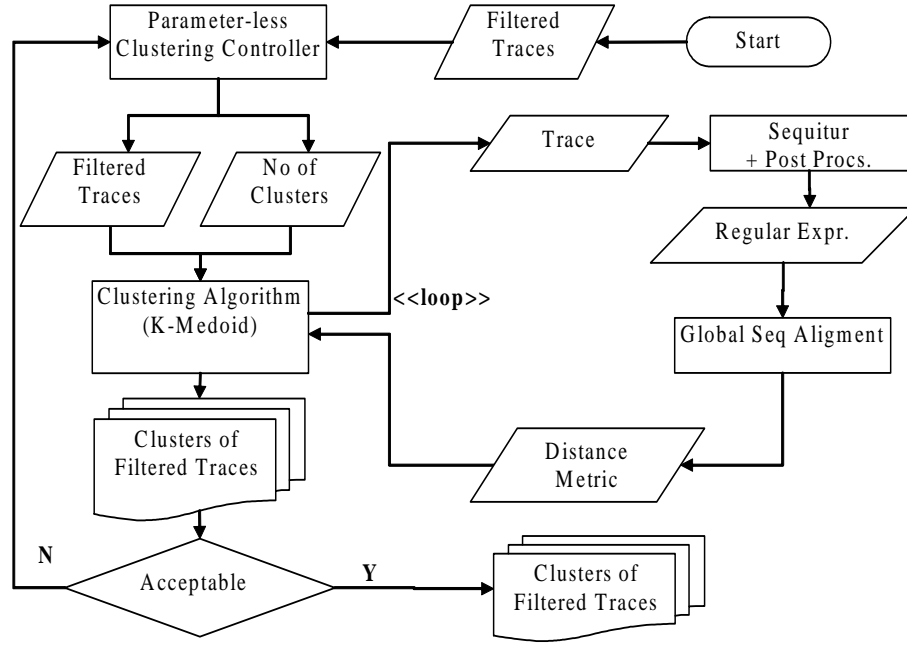 Parameter-less
Clustering Controller
Filtered
Traces
Start
Filtered
Traces
No of
Clusters
Trace
Sequitur
+ Post Procs.
Regular Expr.
Clustering Algorithm
(K-Medoid)
<<loop>>
Global Seq Aligment
Clusters of
Filtered Traces
Distance
Metric
N
Acceptable
Y
Clusters of
Filtered Traces